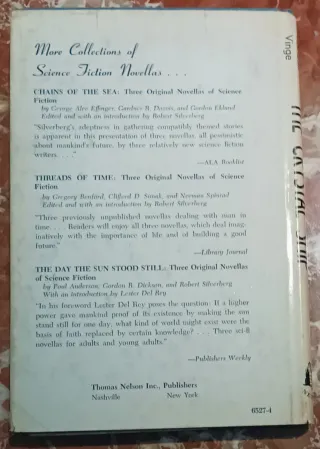 More Collections of
Science Fiction Novellas . . .
CHAINS OF THE SEA: Three Original Novellas of Science
Fiction
by George Alec Effinger, Gardner R. Dozois, and Gordon Eklund
Edited and with an introduction by Robert Silverberg
"Silverberg's adeptness in gathering compatibly themed stories
is apparent in this presentation of three novellas, all pessimistic
about mankind's future, by three relatively new science fiction
writers. . ."
—ALA Booklist
THREADS OF TIME: Three Original Novellas of Science
Fiction
by Gregory Benford, Clifford D. Simak, and Norman Spinrad
Edited and with an introduction by Robert Silverberg
"Three previously unpublished novellas dealing with man in
time. . . . Readers will enjoy all three novellas, which deal imag-
inatively with the importance of life and of building a good
future."
—Library Journal
THE DAY THE SUN STOOD STILL: Three Original Novellas
of Science Fiction
by Poul Anderson, Gordon R. Dickson, and Robert Silverberg
With an introduction by Lester Del Rey
"In his foreword Lester Del Rey poses the question: If a higher
power gave mankind proof of its existence by making the sun
stand still for one day, what kind of world might ever were the
basis of faith replaced by certain knowledge? . . . Three sci-fi
novellas for adults and young adults."
—Publishers Weekly
Thomas Nelson Inc., Publishers
Nashville New York
6527-4
Vinge
THE CRYSTAL SHIP